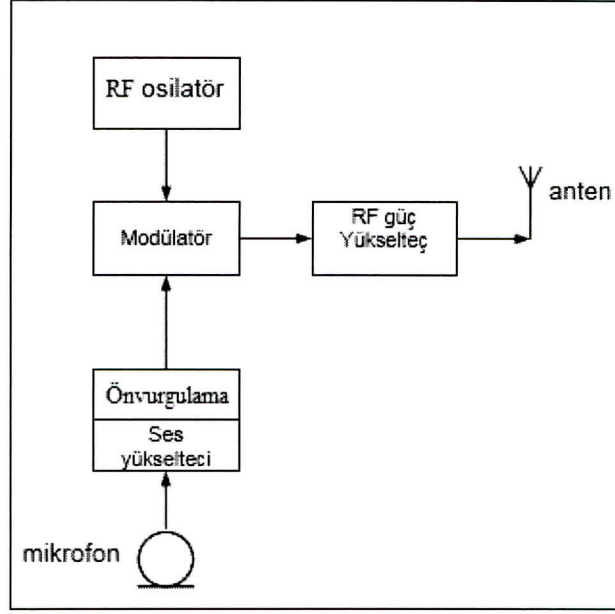 RF osilatör
Modülatör
RF güç
Yükselteç
anten
Önvurgulama
Ses
yükselteci
mikrofon